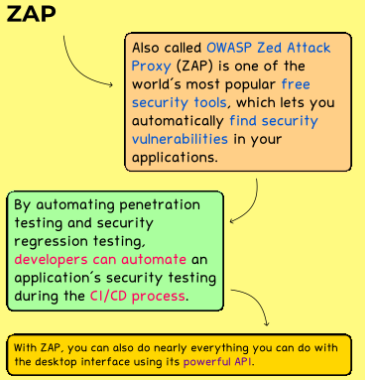 ZAP
Also called OWASP Zed Attack
Proxy (ZAP) is one of the
world's most popular free
security tools, which lets you
automatically find security
vulnerabilities in your
applications.
By automating penetration
testing and security
regression testing,
developers can automate an
application's security testing
during the CI/CD process.
With ZAP, you can also do nearly everything you can do with
the desktop interface using its powerful API.